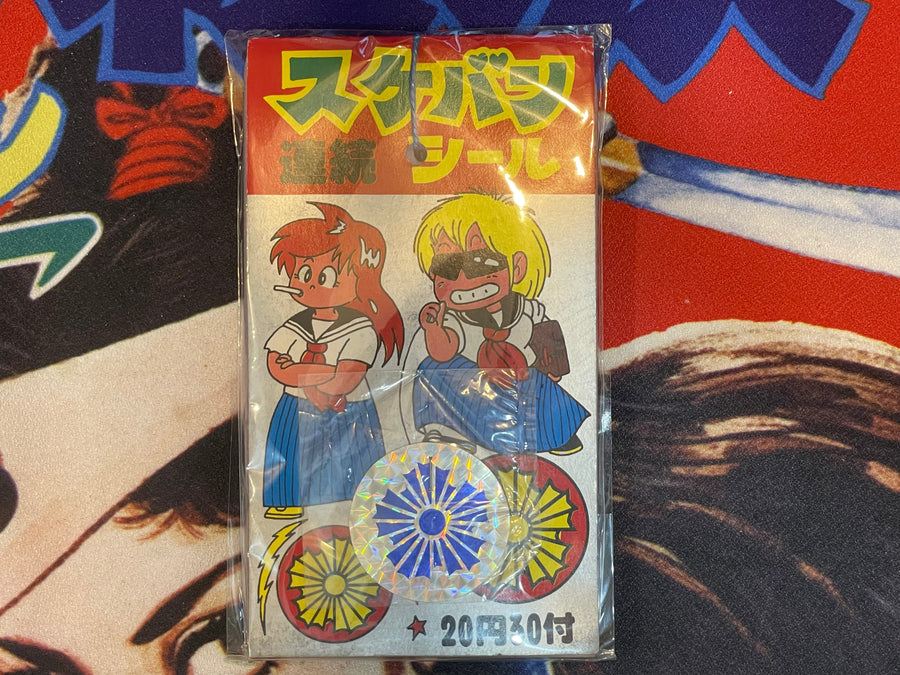 スケバン
連続 シール
★20円30付